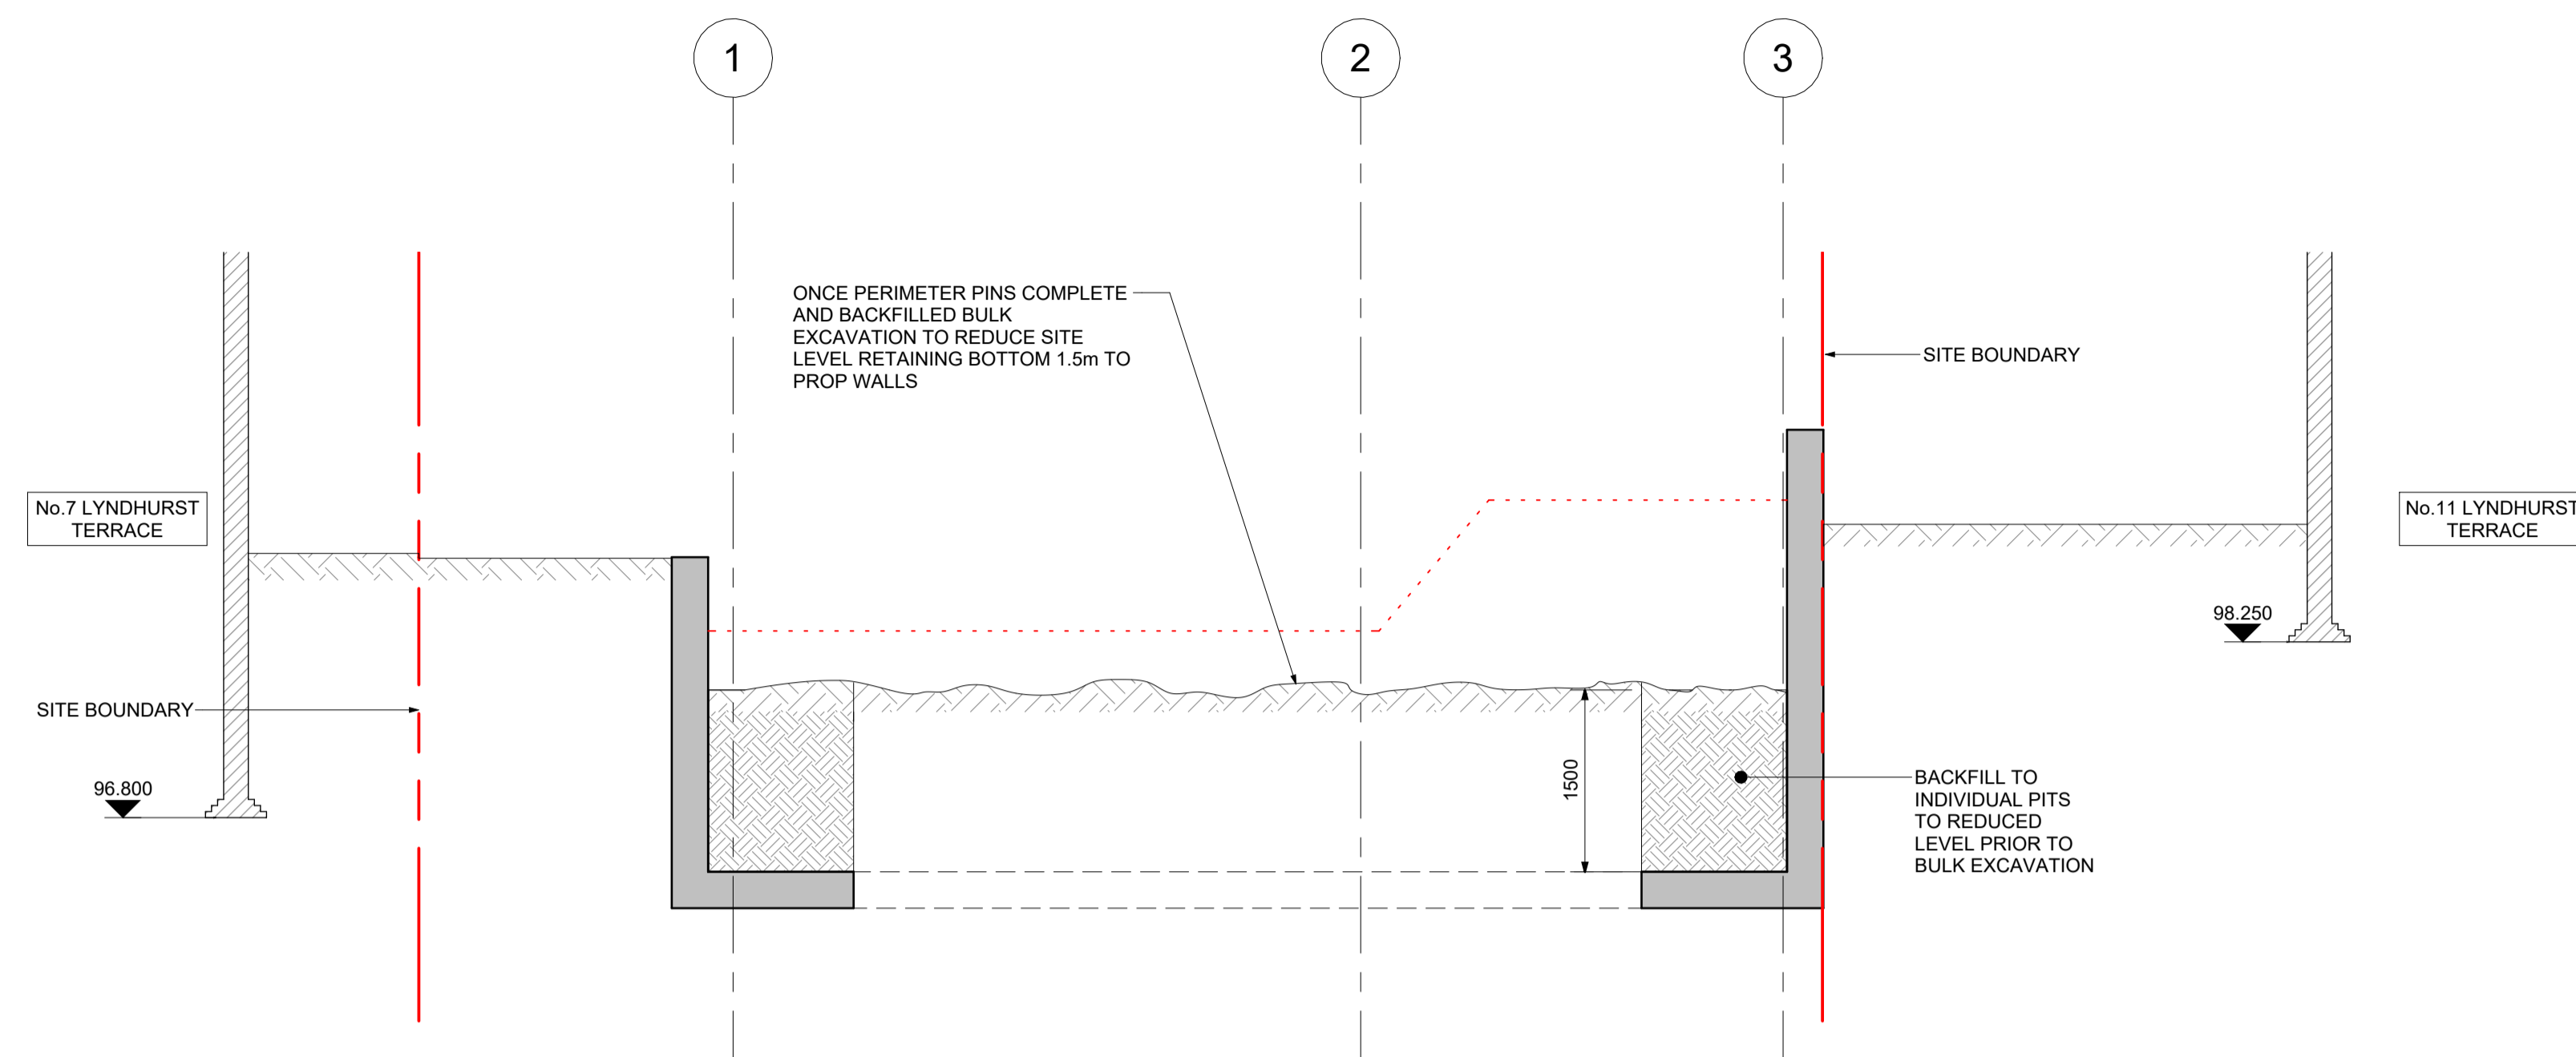 1
2
3
ONCE PERIMETER PINS COMPLETE
AND BACKFILLED BULK
EXCAVATION TO REDUCE SITE
LEVEL RETAINING BOTTOM 1.5m TO
PROP WALLS
SITE BOUNDARY
No.7 LYNDHURST
TERRACE
No.11 LYNDHURST
TERRACE
98.250
SITE BOUNDARY
96.800
1500
BACKFILL TO
INDIVIDUAL PITS
TO REDUCED
LEVEL PRIOR TO
BULK EXCAVATION